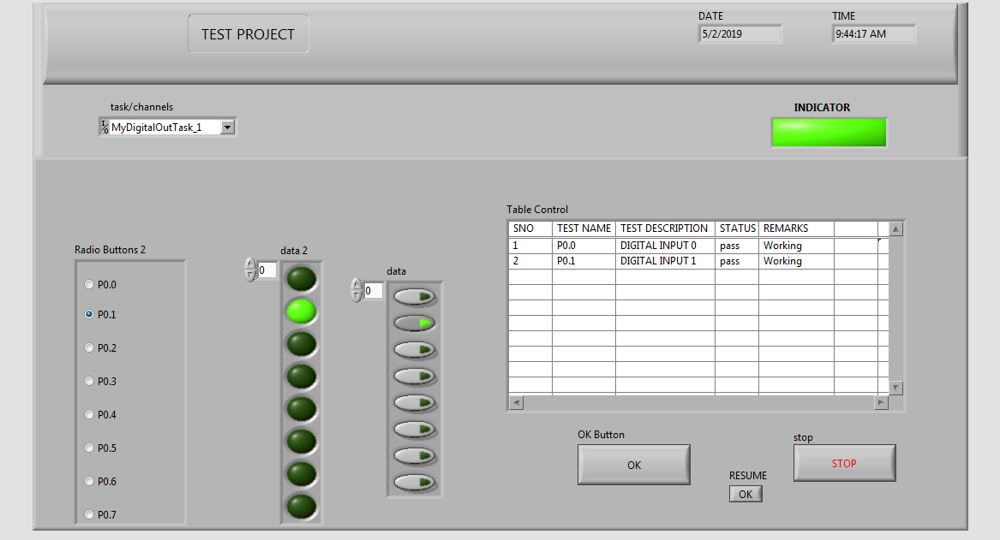 TEST PROJECT
DATE
TIME
5/2/2019
9:44:17 AM
task/channels
I/0 MyDigitalOutTask_1
INDICATOR
Table Control
SNO TEST NAME TEST DESCRIPTION STATUS REMARKS
1 P0.0 DIGITAL INPUT 0 pass Working
2 P0.1 DIGITAL INPUT 1 pass Working
Radio Buttons 2
P0.0
P0.1
P0.2
P0.3
P0.4
P0.5
P0.6
P0.7
data 2
0
data
0
OK Button
OK
RESUME
OK
stop
STOP